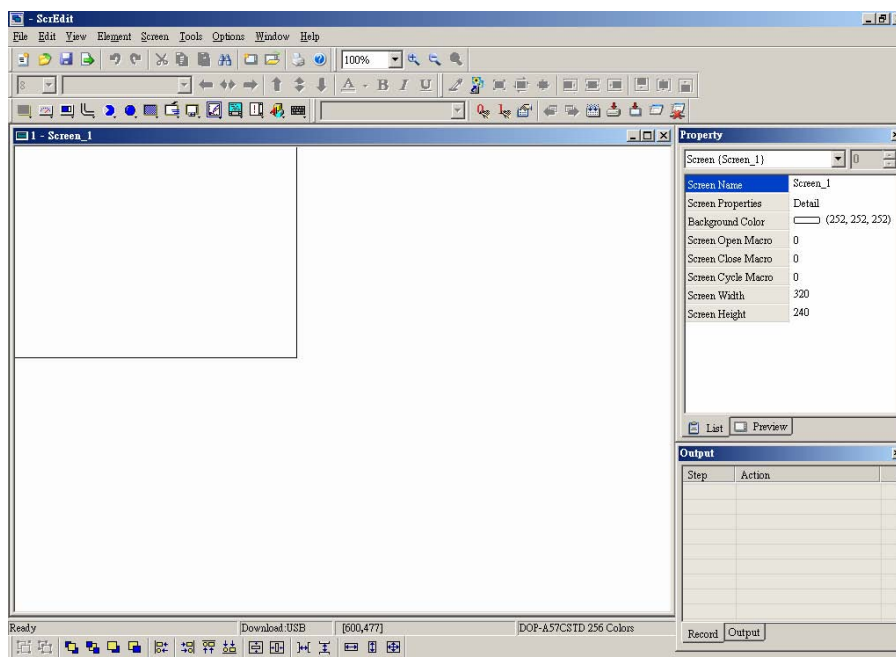 - ScrEdit
File Edit View Element Screen Tools Options Window Help
100%
8
A - B I U
1 - Screen_1
Property
Screen {Screen_1} 0
Screen Name Screen_1
Screen Properties Detail
Background Color (252, 252, 252)
Screen Open Macro 0
Screen Close Macro 0
Screen Cycle Macro 0
Screen Width 320
Screen Height 240
List Preview
Output
Step Action
Record Output
Ready Download:USB [600,477] DOP-A57CSTD 256 Colors